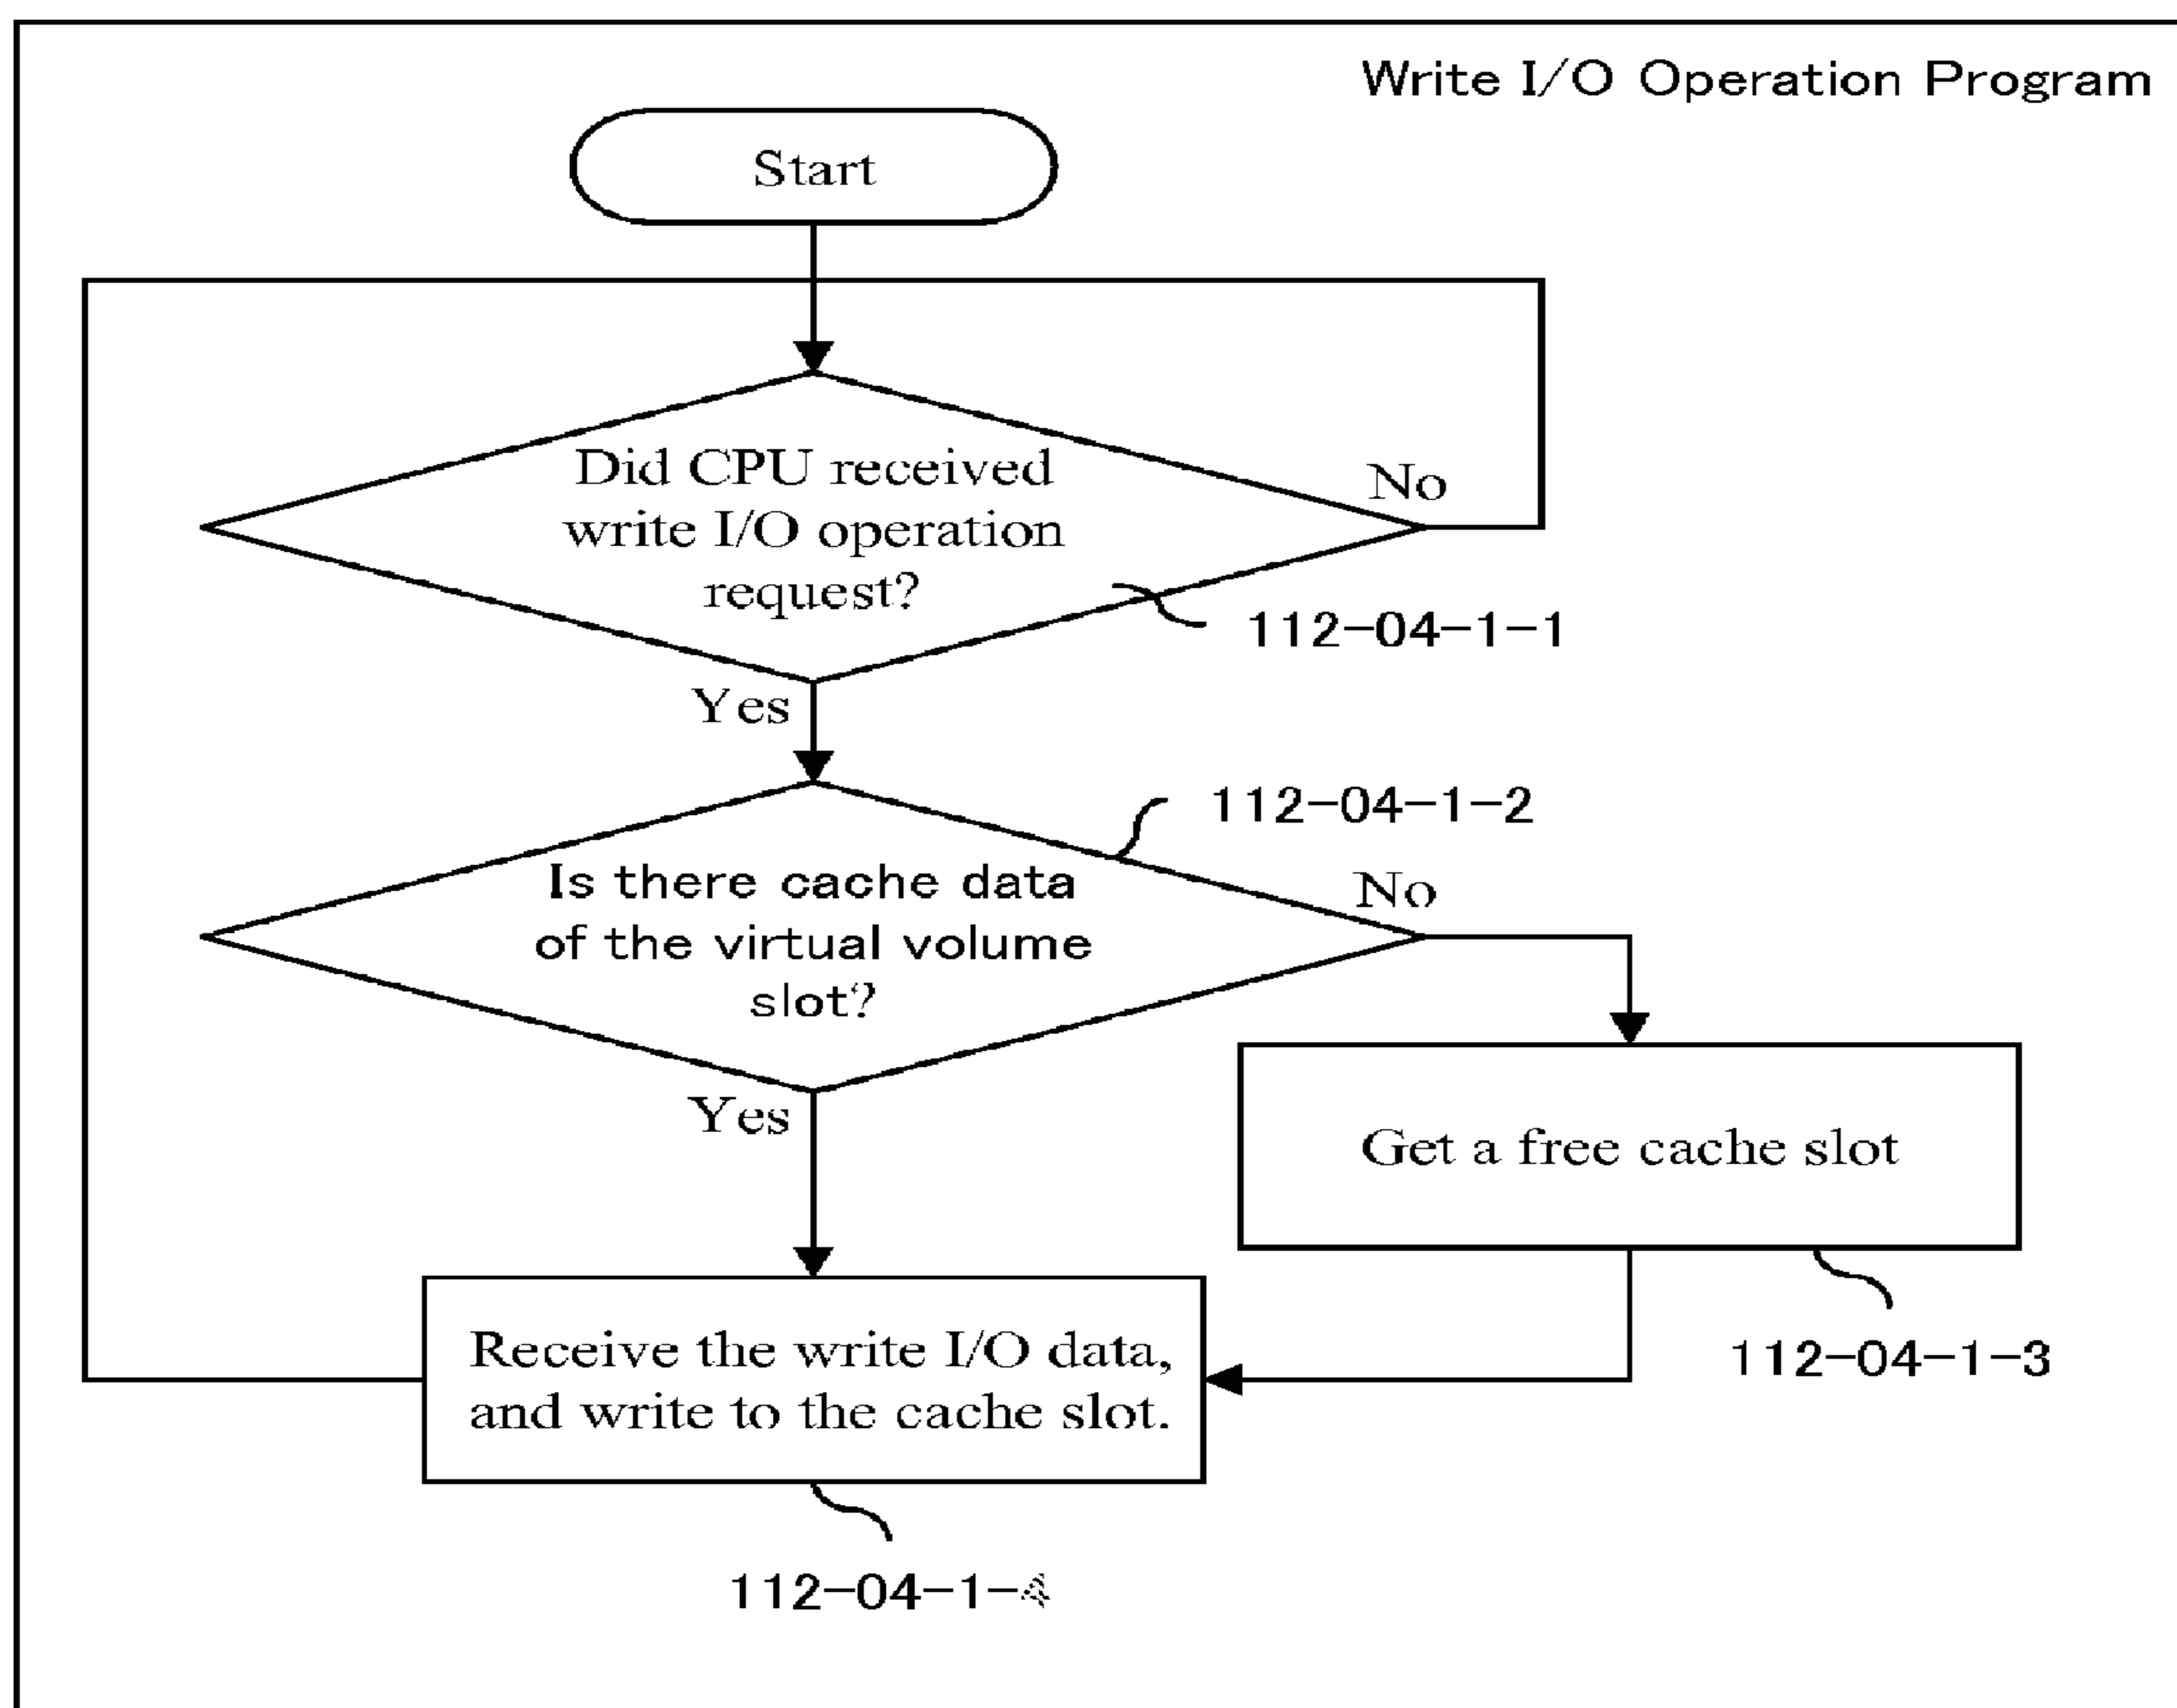 Write I/O Operation Program
Start
Did CPU received
write I/O operation
request?
No
112-04-1-1
Yes
112-04-1-2
Is there cache data
of the virtual volume
slot?
No
Yes
Get a free cache slot
112-04-1-3
Receive the write I/O data,
and write to the cache slot.
112-04-1-4